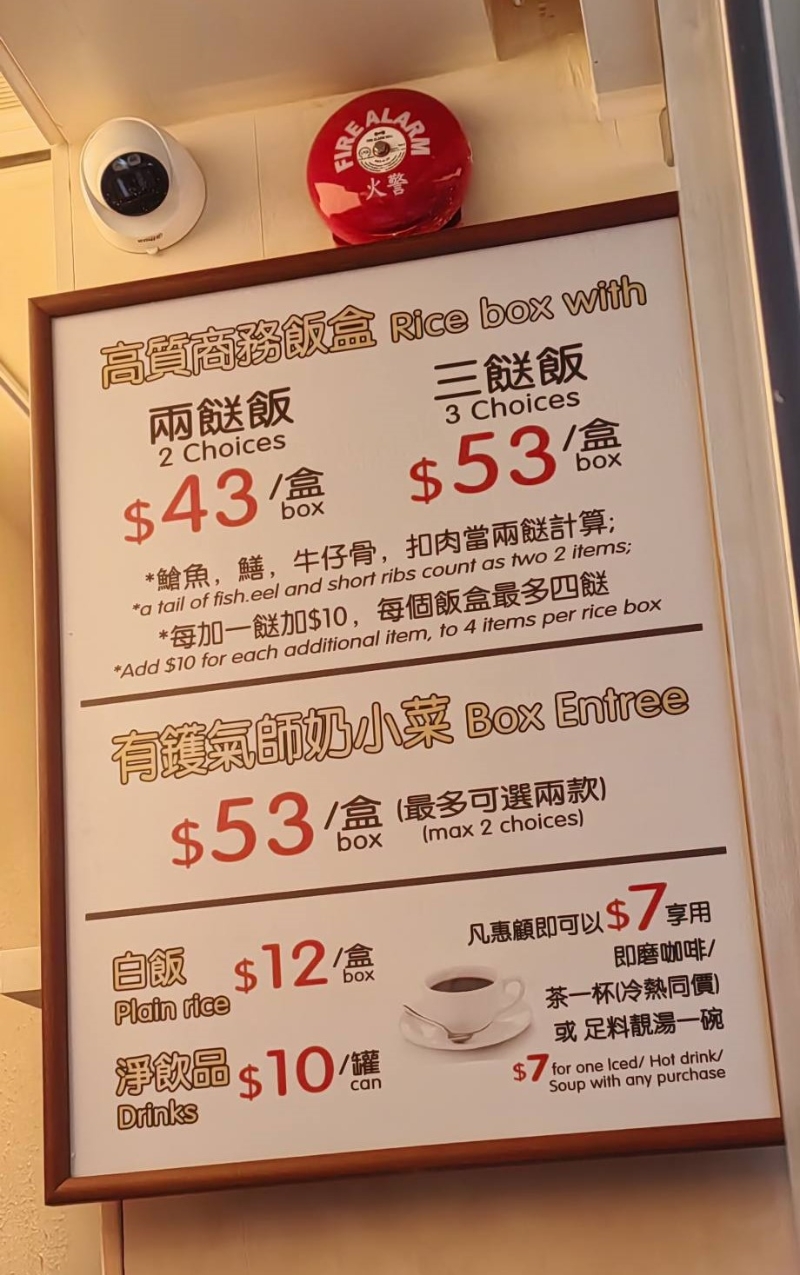 FIRE ALARM
火警
高質商務飯盒 Rice box with
兩餸飯
2 Choices
$43/盒
box
三餸飯
3 Choices
$53/盒
box
*鱠魚，鱔，牛仔骨，扣肉當兩餸計算;
*a tail of fish.eel and short ribs count as two 2 items;
*每加一餸加$10，每個飯盒最多四餸
*Add $10 for each additional item, to 4 items per rice box
有鑊氣師奶小菜 Box Entree
$53/盒 (最多可選兩款)
box (max 2 choices)
白飯 $12/盒
Plain rice box
淨飲品 $10/罐
Drinks can
凡惠顧即可以$7享用
即磨咖啡/
茶一杯(冷熱同價)
或 足料靚湯一碗
$7 for one Iced/ Hot drink/
Soup with any purchase